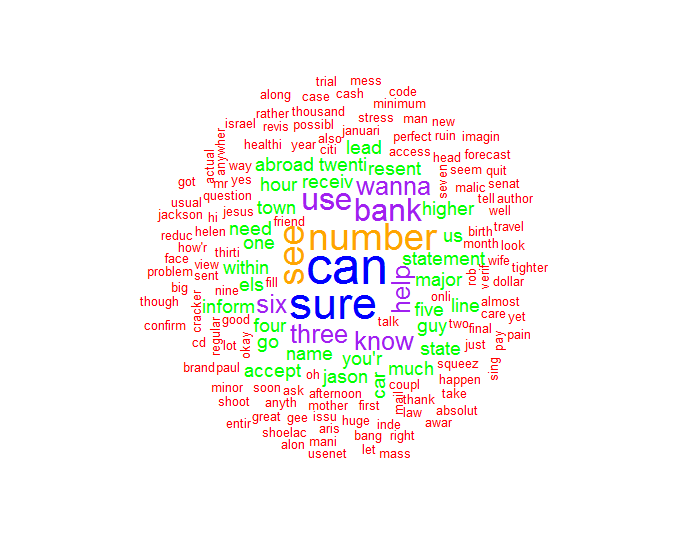 trial mess
along case cash code
minimum
rather thousand
stress man new
israel revis possibl
januari
also
perfect ruin imagin
healthi year citi lead access
head forecast
actual anywher
way abroad twenti resent
seven seem quit
got mr yes hour receiv wanna malic senat
question use tell author
usual jesus town bank higher well
jackson hi friend
need number us birth travel
reduc helen one see month look
how'r thirti
face view within can statement wife
problem sent help major rob verif tighter
big nine els fill dollar
though cracker inform six sure onli five line almost
good talk care yet
confirm regular four three know guy two final
cd lot okay go just pay pain
name you'r state
brand paul accept oh jason car much squeez sing
minor soon ask coupl happen
shoot anyth afternoon mail thank take
mother first
entir great gee issu huge inde law absolut
shoelac aris awar
alon mani bang right
usenet let mass